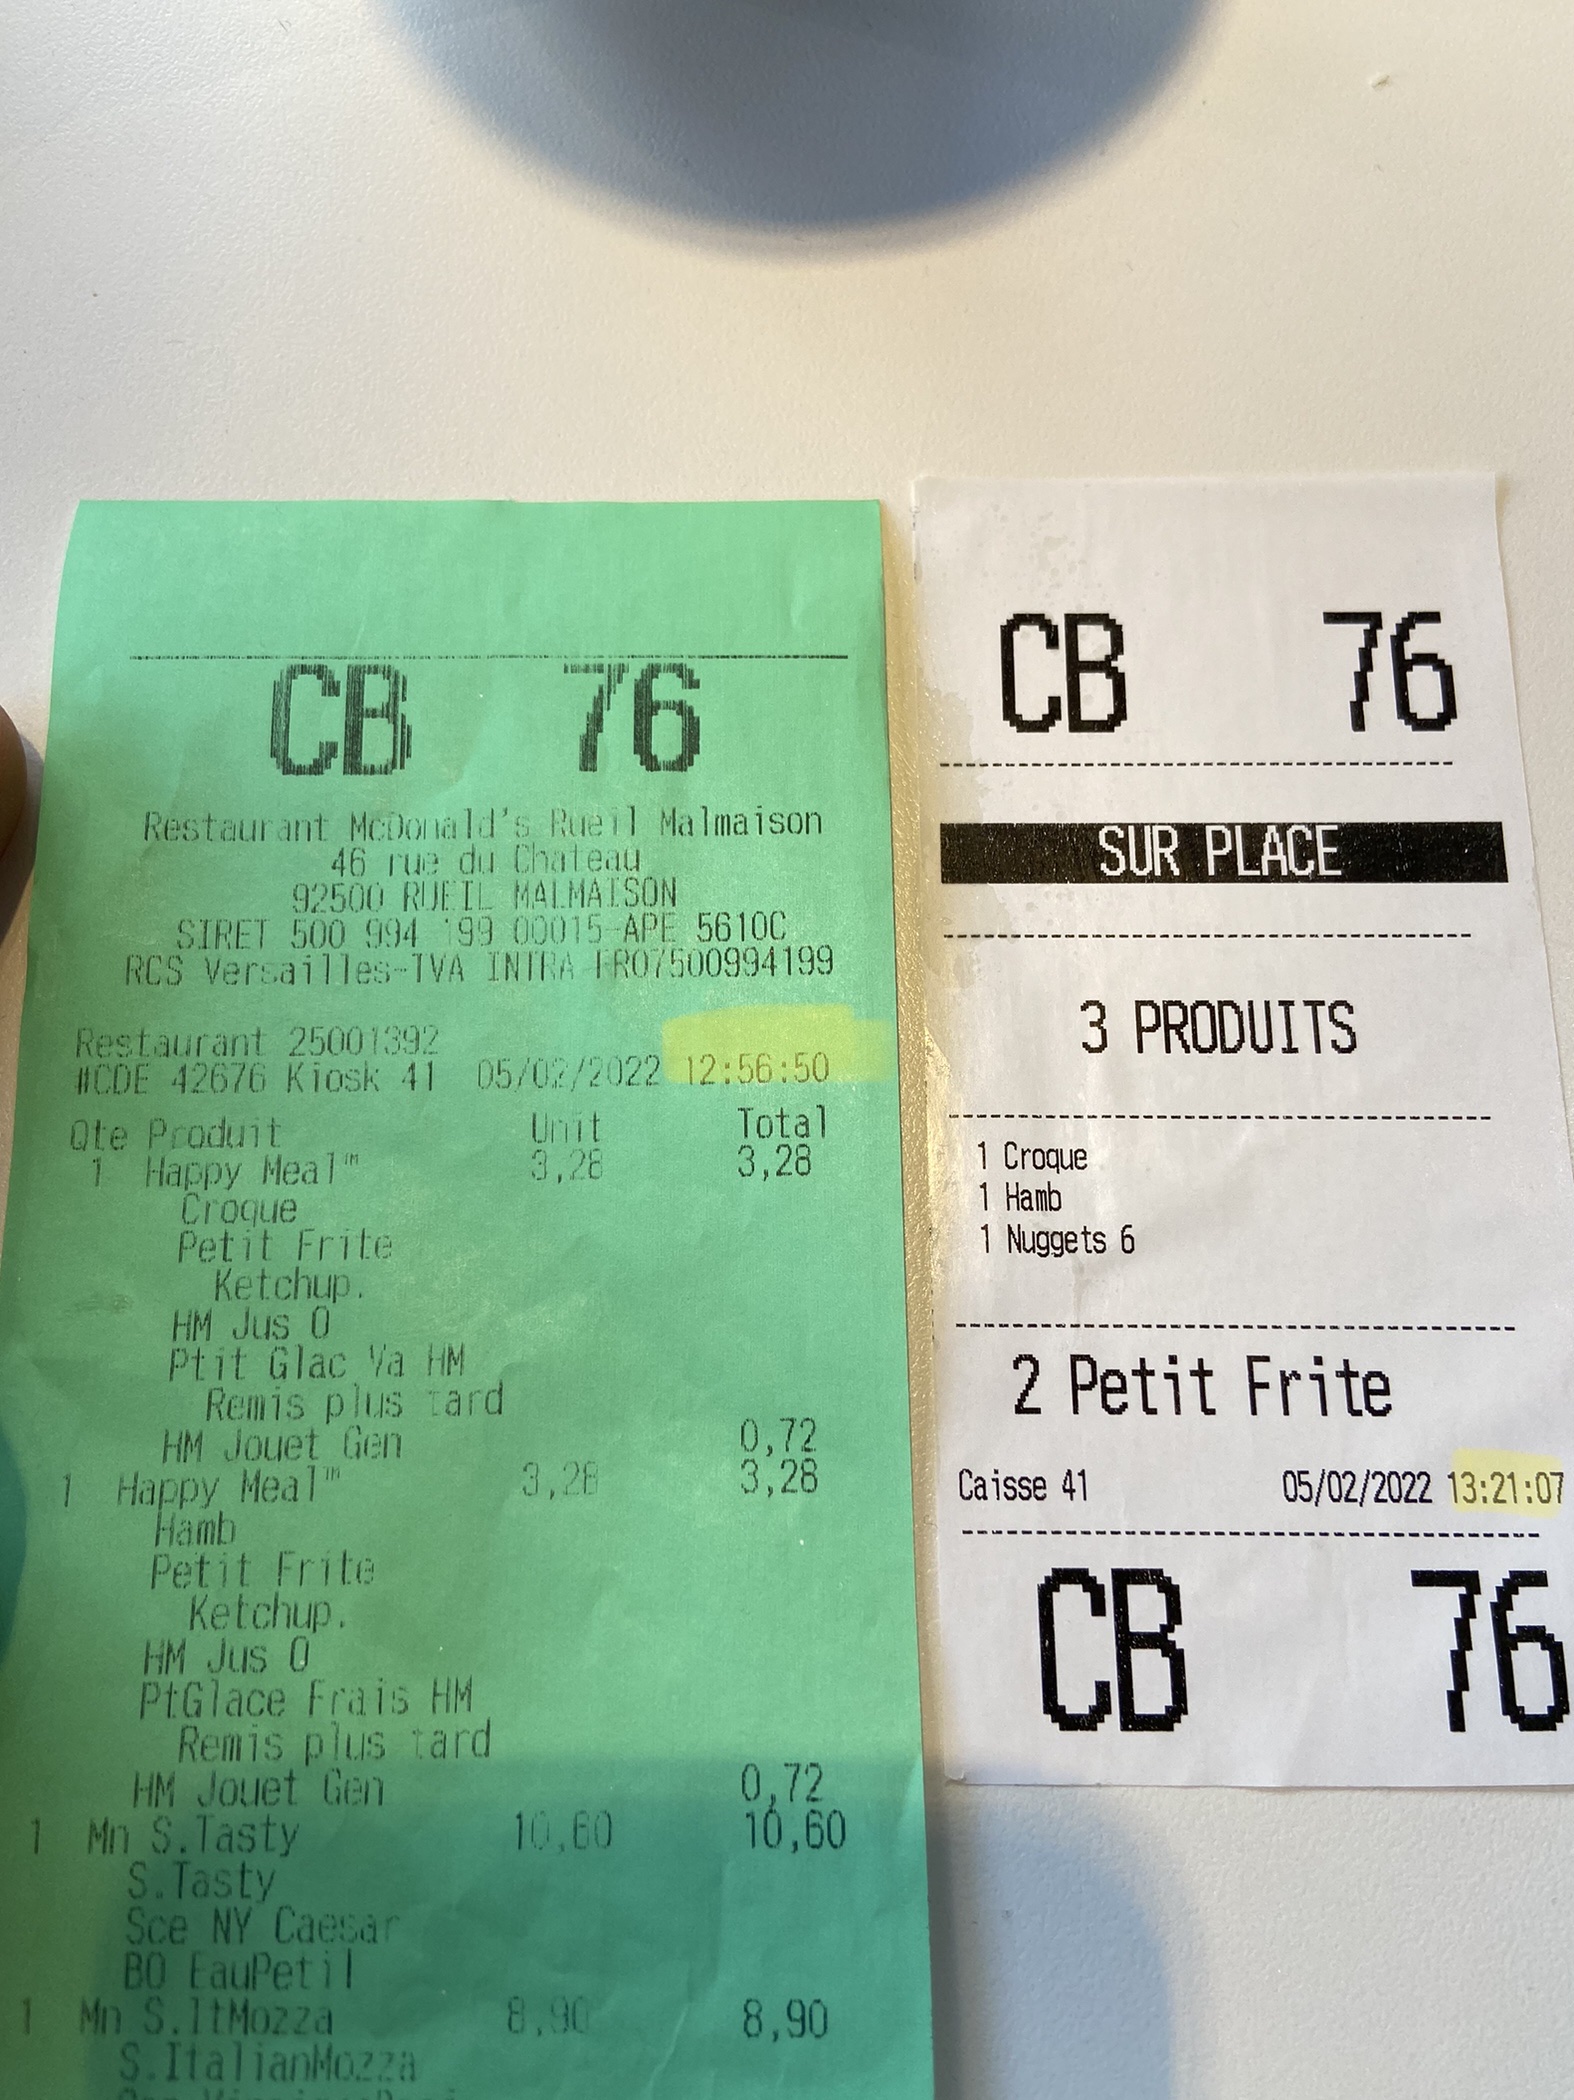 CB 76
Restaurant McDonald's Rueil Malmaison
46 rue du Chateau
92500 RUEIL MALMAISON
SIRET 500 994 199 00015-APE 5610C
RCS Versailles-TVA INTRA FR07500994199
Restaurant 25001392
#CDE 42676 Kiosk 41 05/02/2022 12:56:50
Qte Produit Unit Total
1 Happy Meal™ 3,28 3,28
Croque
Petit Frite
Ketchup.
HM Jus O
Ptit Glac Va HM
Remis plus tard
HM Jouet Gen 0,72
1 Happy Meal™ 3,28 3,28
Hamb
Petit Frite
Ketchup.
HM Jus O
PtGlace Frais HM
Remis plus tard
HM Jouet Gen 0,72
1 Mn S.Tasty 10,60 10,60
S.Tasty
Sce NY Caesar
BO EauPetil
1 Mn S.ItMozza 8,90 8,90
S.ItalianMozza
CB 76
SUR PLACE
3 PRODUITS
1 Croque
1 Hamb
1 Nuggets 6
2 Petit Frite
Caisse 41 05/02/2022 13:21:07
CB 76